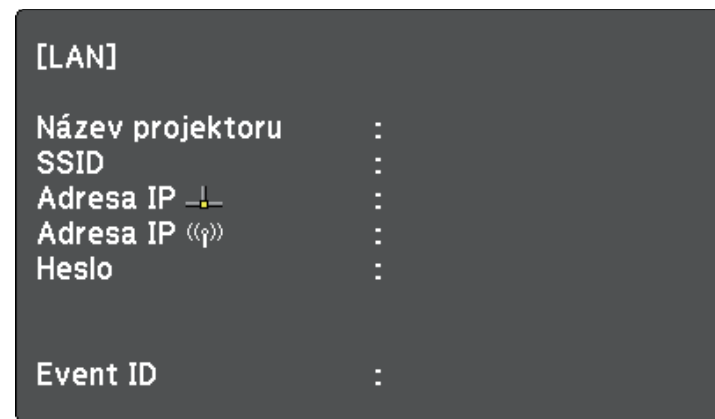 [LAN]
Název projektoru :
SSID :
Adresa IP :
Adresa IP :
Heslo :
Event ID :